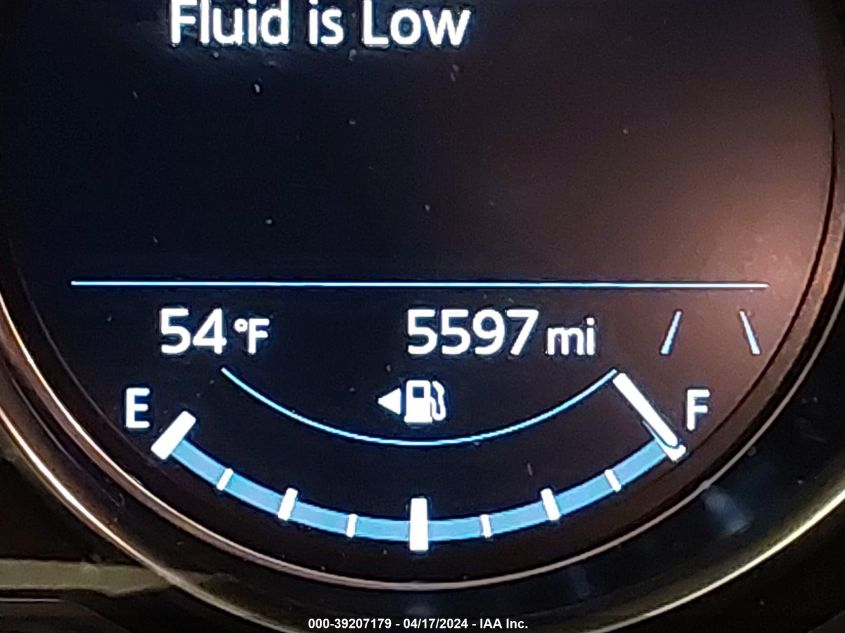 Fluid is Low
54 °F 5597 mi
E F
000-39207179 - 04/17/2024 - IAA Inc.